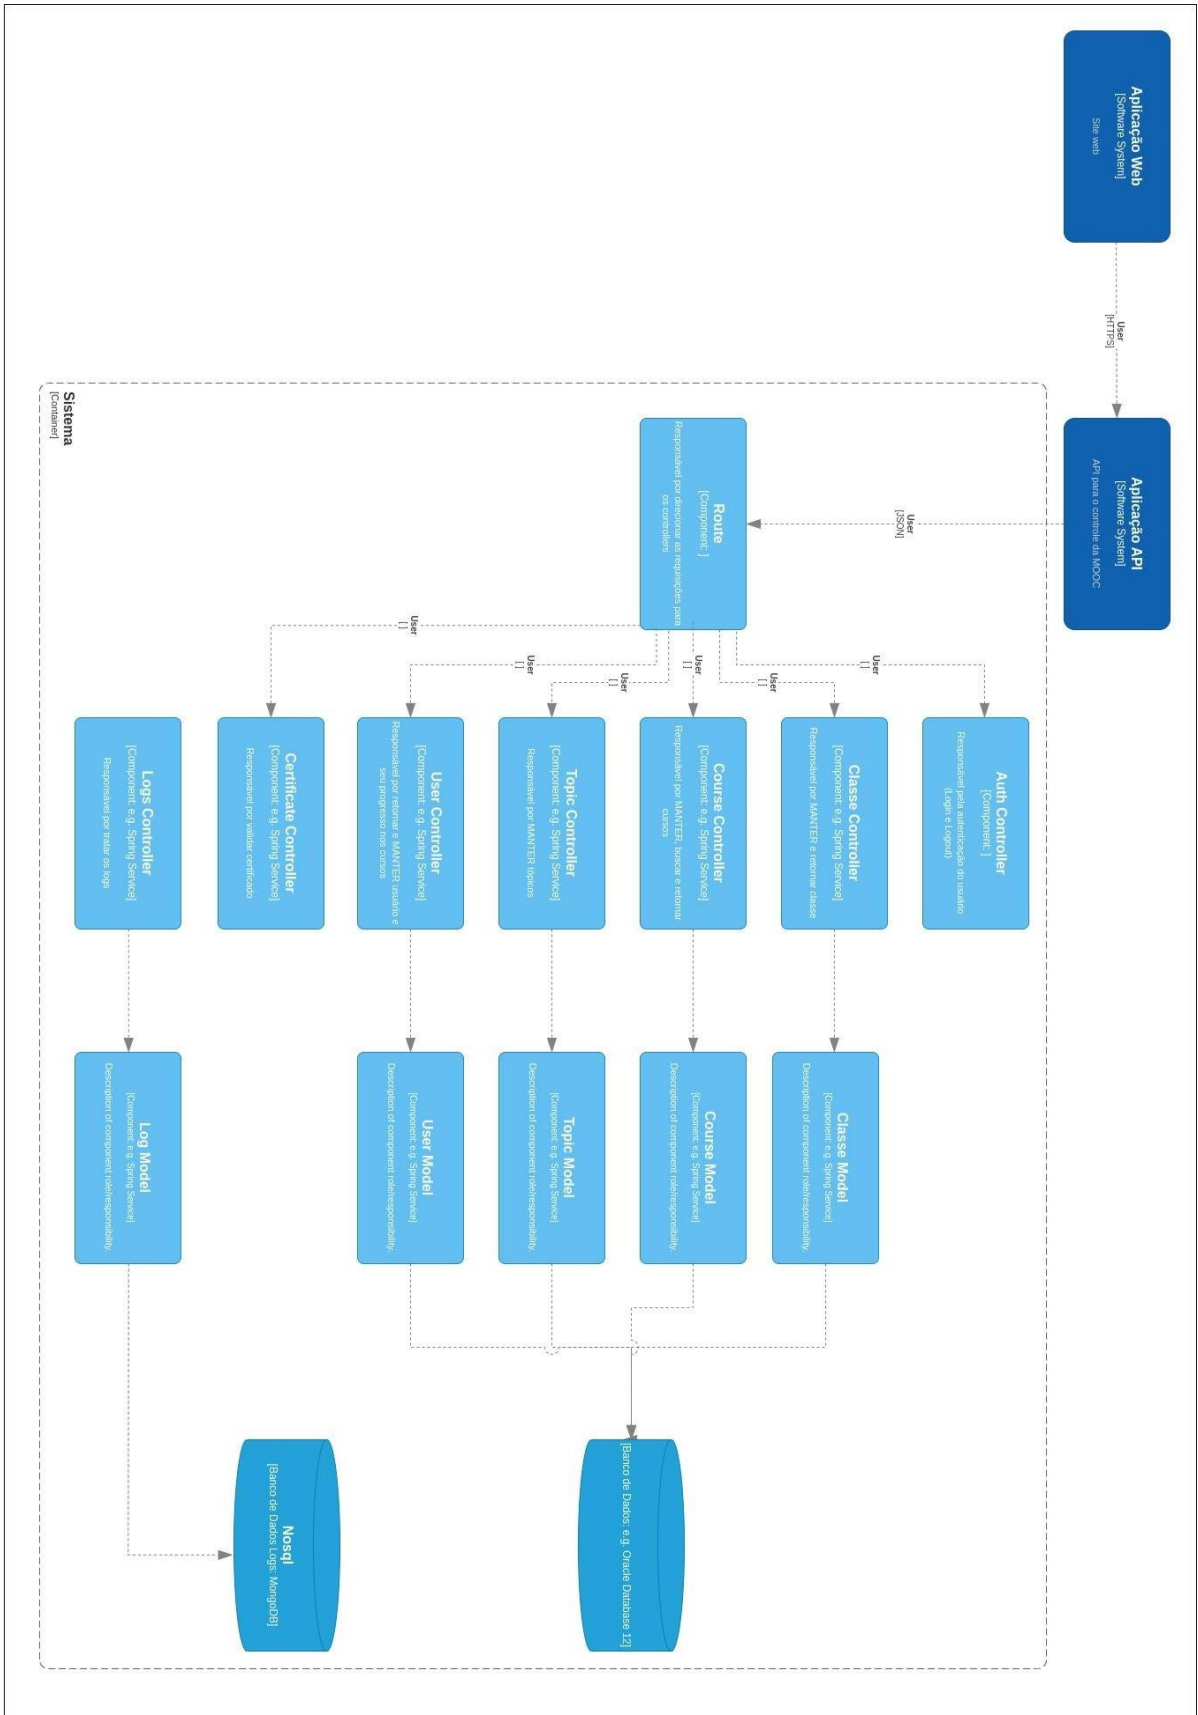 Aplicação Web
[Software System]
Site web
User
[HTTPS]
Aplicação API
[Software System]
API para o controle da MOOC
User
[JSON]
Sistema
[Container]
Route
[Component: ]
Responsável por direcionar as requisições para
os controllers
User
[ ]
User
[ ]
User
[ ]
User
[ ]
User
[ ]
User
[ ]
Auth Controller
[Component: ]
Responsável pela autenticação do usuário
(Login e Logout)
Classe Controller
[Component: e.g. Spring Service]
Responsável por MANTER e retornar classe
Course Controller
[Component: e.g. Spring Service]
Responsável por MANTER, buscar e retornar
cursos
Topic Controller
[Component: e.g. Spring Service]
Responsável por MANTER tópicos
User Controller
[Component: e.g. Spring Service]
Responsável por retornar e MANTER usuário e
seu progresso nos cursos
Certificate Controller
[Component: e.g. Spring Service]
Responsável por validar certificado
Logs Controller
[Component: e.g. Spring Service]
Responsável por tratar os logs
Classe Model
[Component: e.g. Spring Service]
Description of component role/responsibility.
Course Model
[Component: e.g. Spring Service]
Description of component role/responsibility.
Topic Model
[Component: e.g. Spring Service]
Description of component role/responsibility.
User Model
[Component: e.g. Spring Service]
Description of component role/responsibility.
Log Model
[Component: e.g. Spring Service]
Description of component role/responsibility.
[Banco de Dados: e.g. Oracle Database 12]
Nosql
[Banco de Dados Logs: MongoDB]